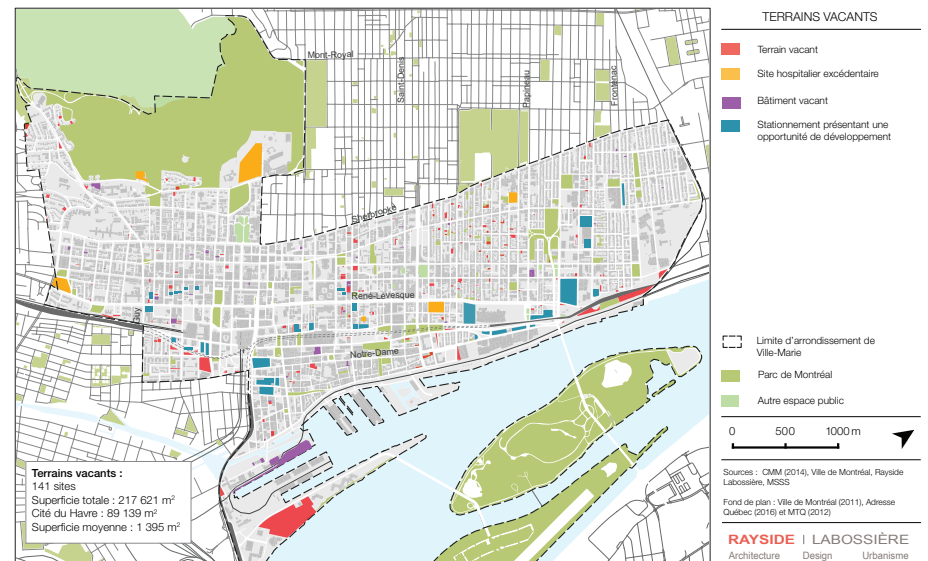 TERRAINS VACANTS
Terrain vacant
Site hospitalier excédentaire
Bâtiment vacant
Stationnement présentant une
opportunité de développement
Mont-Royal
Saint-Denis
Papineau
Frontenac
Sherbrooke
René-Lévesque
Guy
Notre-Dame
Limite d'arrondissement de
Ville-Marie
Parc de Montréal
Autre espace public
0 500 1000 m
Terrains vacants :
141 sites
Superficie totale : 217 621 m²
Cité du Havre : 89 139 m²
Superficie moyenne : 1 395 m²
Sources : CMM (2014), Ville de Montréal, Rayside
Labossière, MSSS
Fond de plan : Ville de Montréal (2011), Adresse
Québec (2016) et MTQ (2012)
RAYSIDE | LABOSSIÈRE
Architecture Design Urbanisme